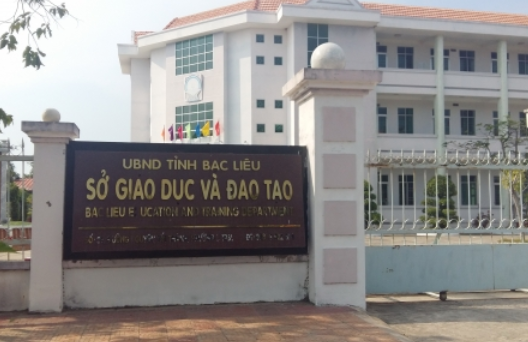 UBND TỈNH BẠC LIÊU
SỞ GIÁO DỤC VÀ ĐÀO TẠO
BAC LIEU EDUCATION AND TRAINING DEPARTMENT